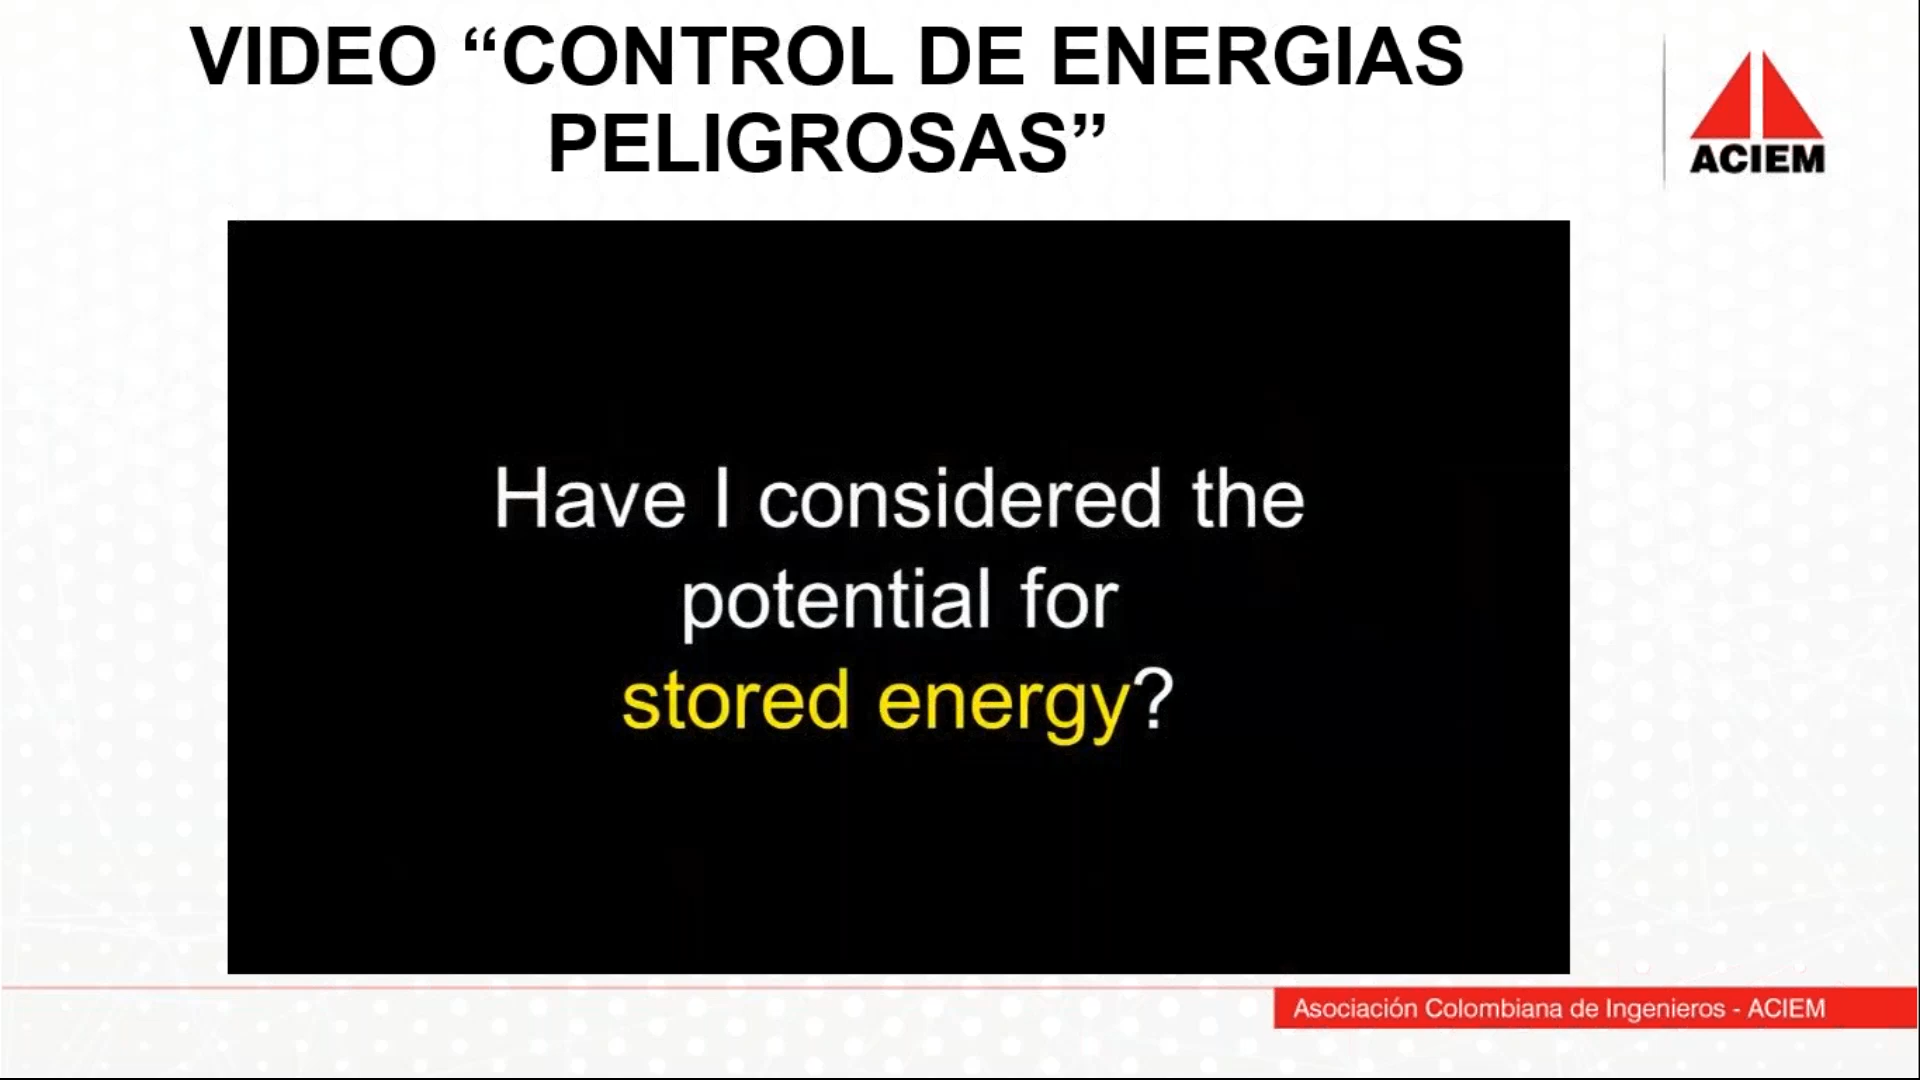 VIDEO “CONTROL DE ENERGIAS
PELIGROSAS”
ACIEM
Have I considered the
potential for
stored energy?
Asociación Colombiana de Ingenieros - ACIEM